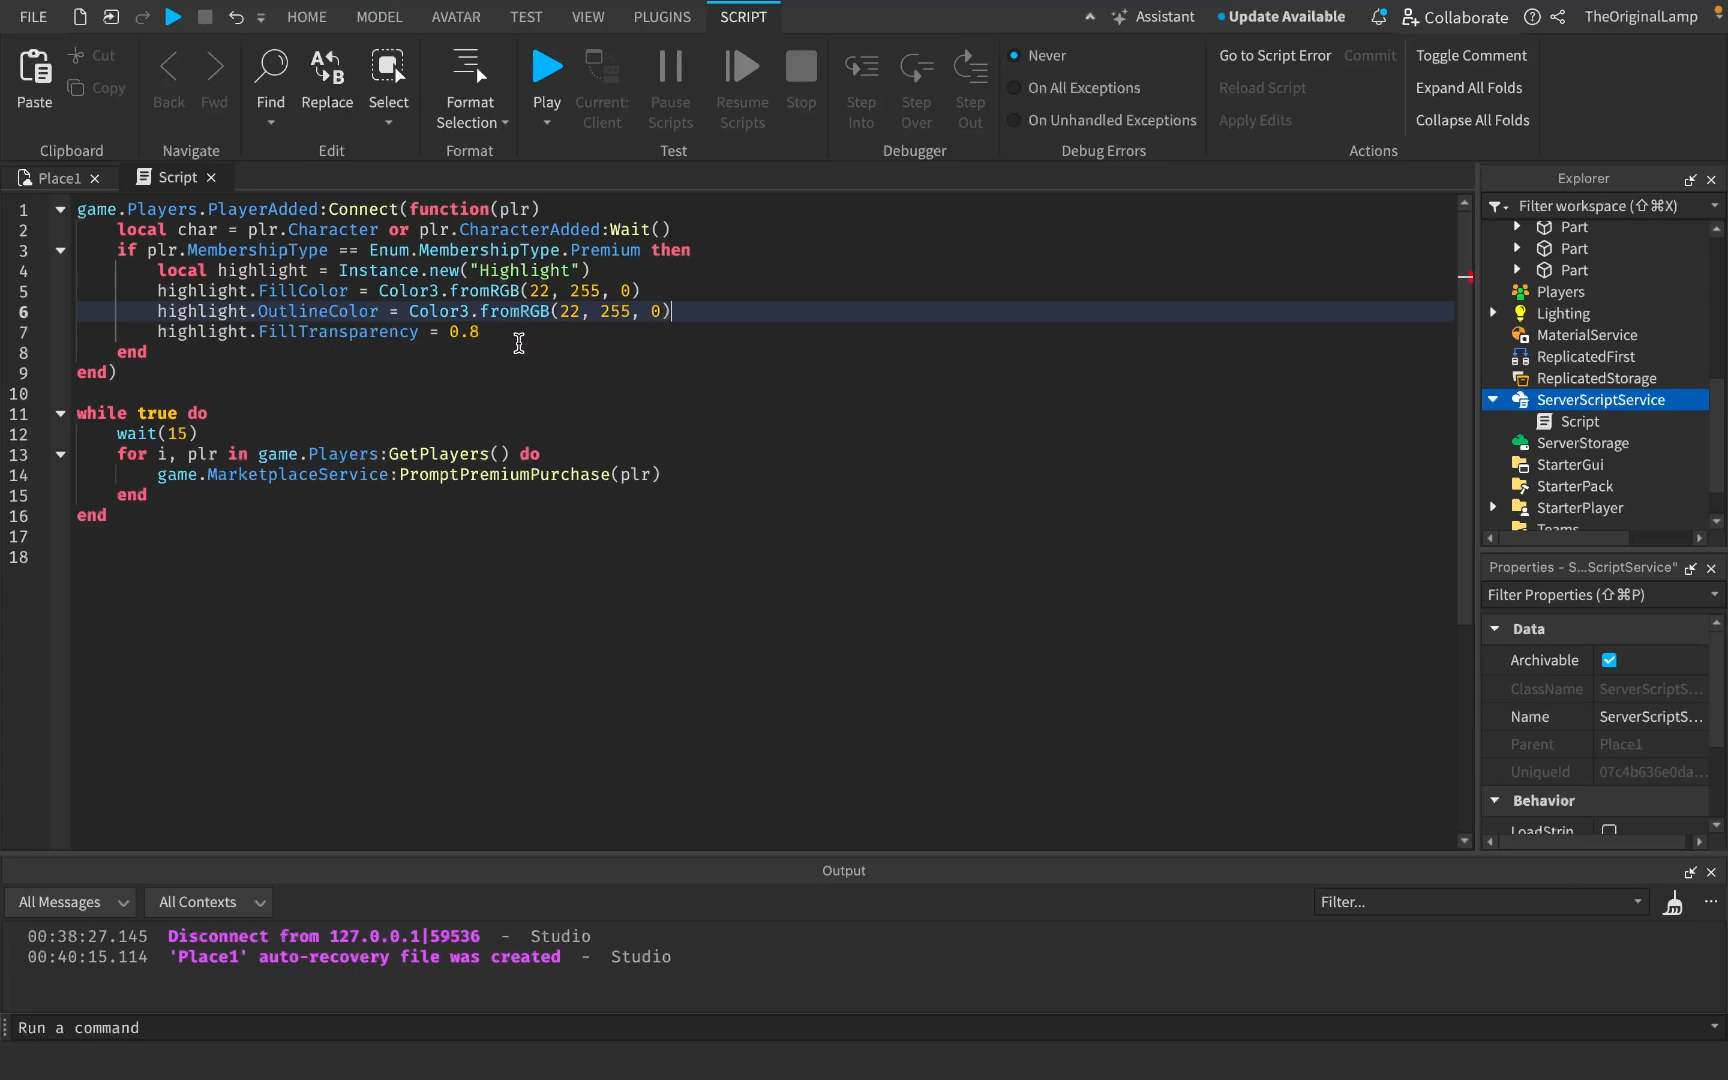 FILE HOME MODEL AVATAR TEST VIEW PLUGINS SCRIPT Assistant Update Available Collaborate TheOriginalLamp
Paste Cut Copy
Clipboard
Back Fwd
Navigate
Find Replace Select
Edit
Format Selection
Format
Play Current: Client Pause Scripts Resume Scripts Stop
Test
Step Into Step Over Step Out
Debugger
Never
On All Exceptions
On Unhandled Exceptions
Debug Errors
Go to Script Error Commit Toggle Comment
Reload Script Expand All Folds
Apply Edits Collapse All Folds
Actions
Place1 Script
1 game.Players.PlayerAdded:Connect(function(plr)
2 local char = plr.Character or plr.CharacterAdded:Wait()
3 if plr.MembershipType == Enum.MembershipType.Premium then
4 local highlight = Instance.new("Highlight")
5 highlight.FillColor = Color3.fromRGB(22, 255, 0)
6 highlight.OutlineColor = Color3.fromRGB(22, 255, 0)
7 highlight.FillTransparency = 0.8
8 end
9 end)
10
11 while true do
12 wait(15)
13 for i, plr in game.Players:GetPlayers() do
14 game.MarketplaceService:PromptPremiumPurchase(plr)
15 end
16 end
17
18
Explorer
Filter workspace (⇧⌘X)
Part
Part
Part
Players
Lighting
MaterialService
ReplicatedFirst
ReplicatedStorage
ServerScriptService
Script
ServerStorage
StarterGui
StarterPack
StarterPlayer
Teams
Properties - S...ScriptService"
Filter Properties (⇧⌘P)
Data
Archivable
ClassName ServerScriptS...
Name ServerScriptS...
Parent Place1
UniqueId 07c4b636e0da...
Behavior
LoadStrin
Output
All Messages All Contexts Filter...
00:38:27.145 Disconnect from 127.0.0.1|59536 - Studio
00:40:15.114 'Place1' auto-recovery file was created - Studio
Run a command